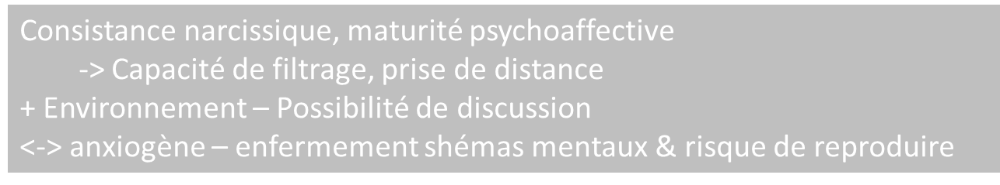 Consistance narcissique, maturité psychoaffective
-> Capacité de filtrage, prise de distance
+ Environnement – Possibilité de discussion
<-> anxiogène – enfermement shémas mentaux & risque de reproduire